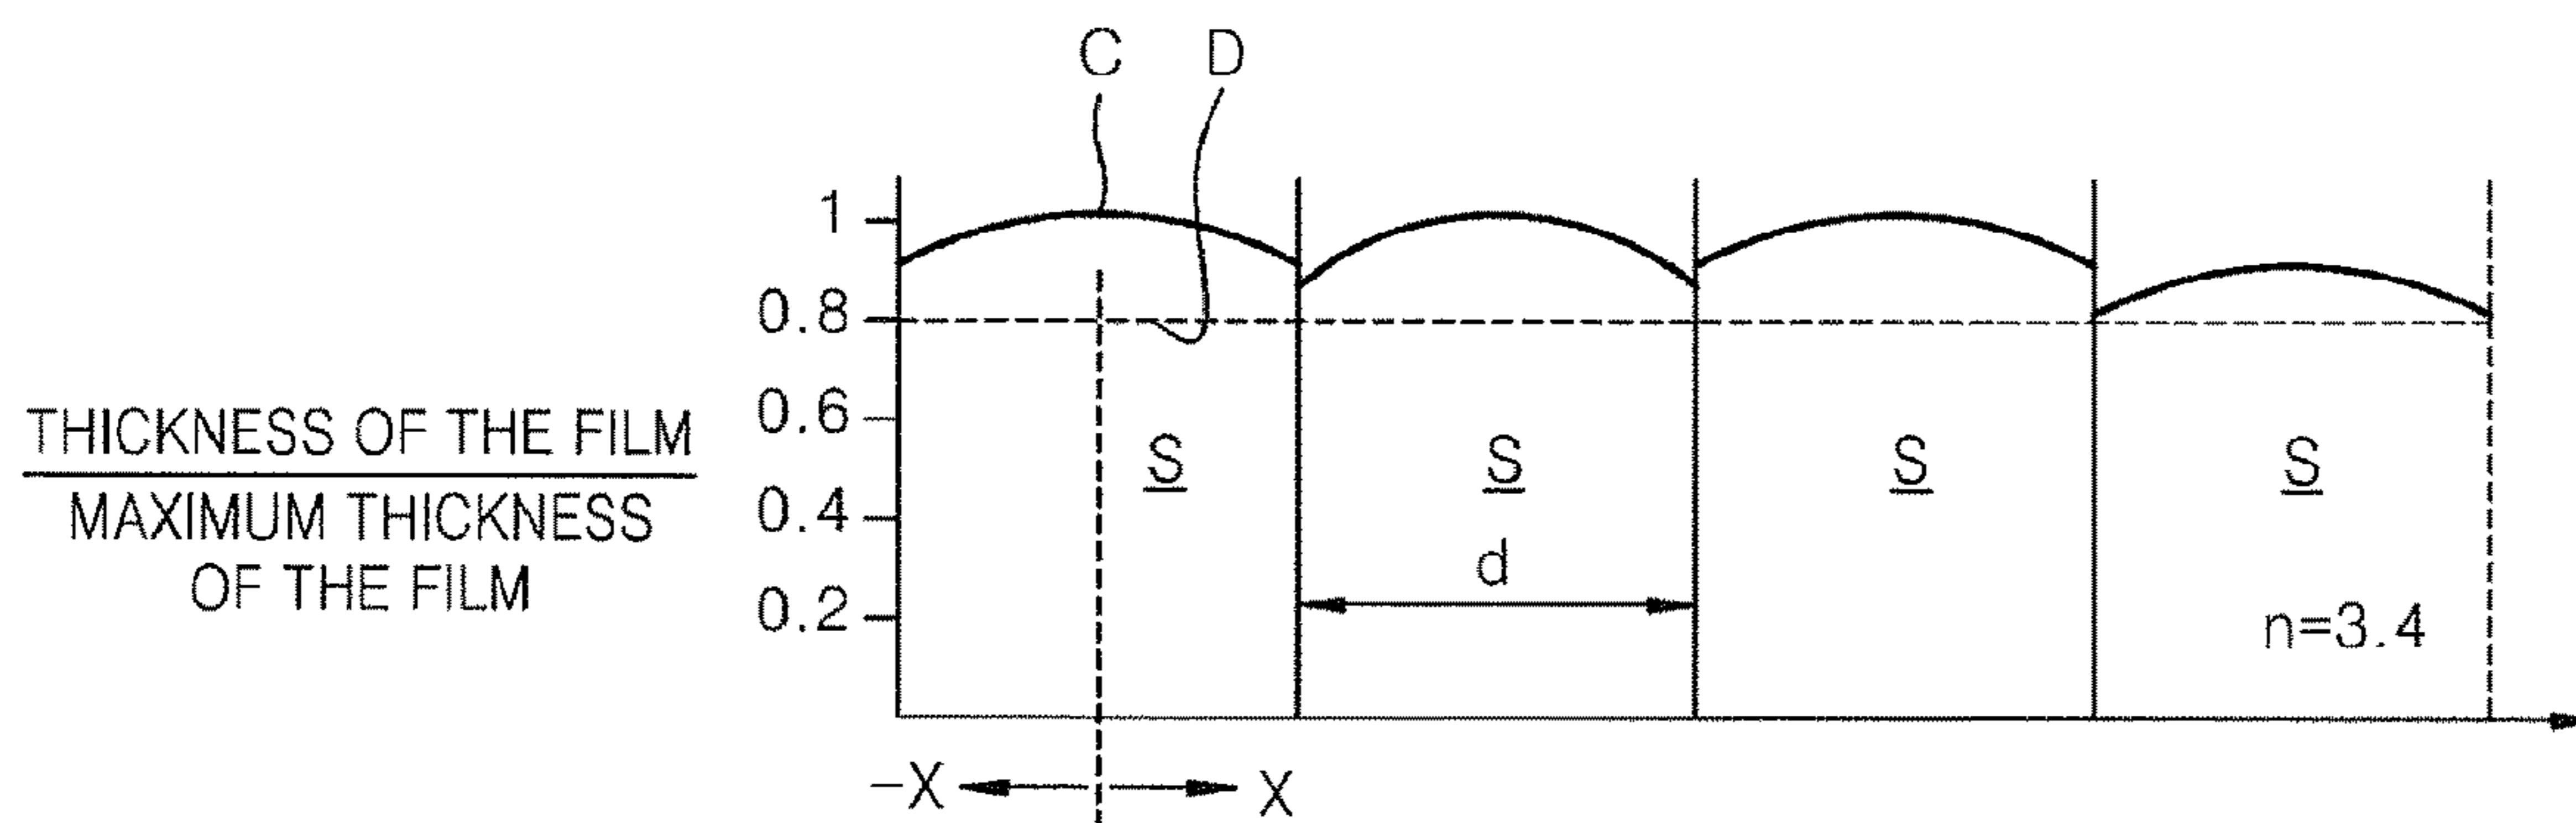 C D
1
0.8
0.6
0.4
0.2
THICKNESS OF THE FILM
MAXIMUM THICKNESS
OF THE FILM
S S S S
d
n=3.4
-X X